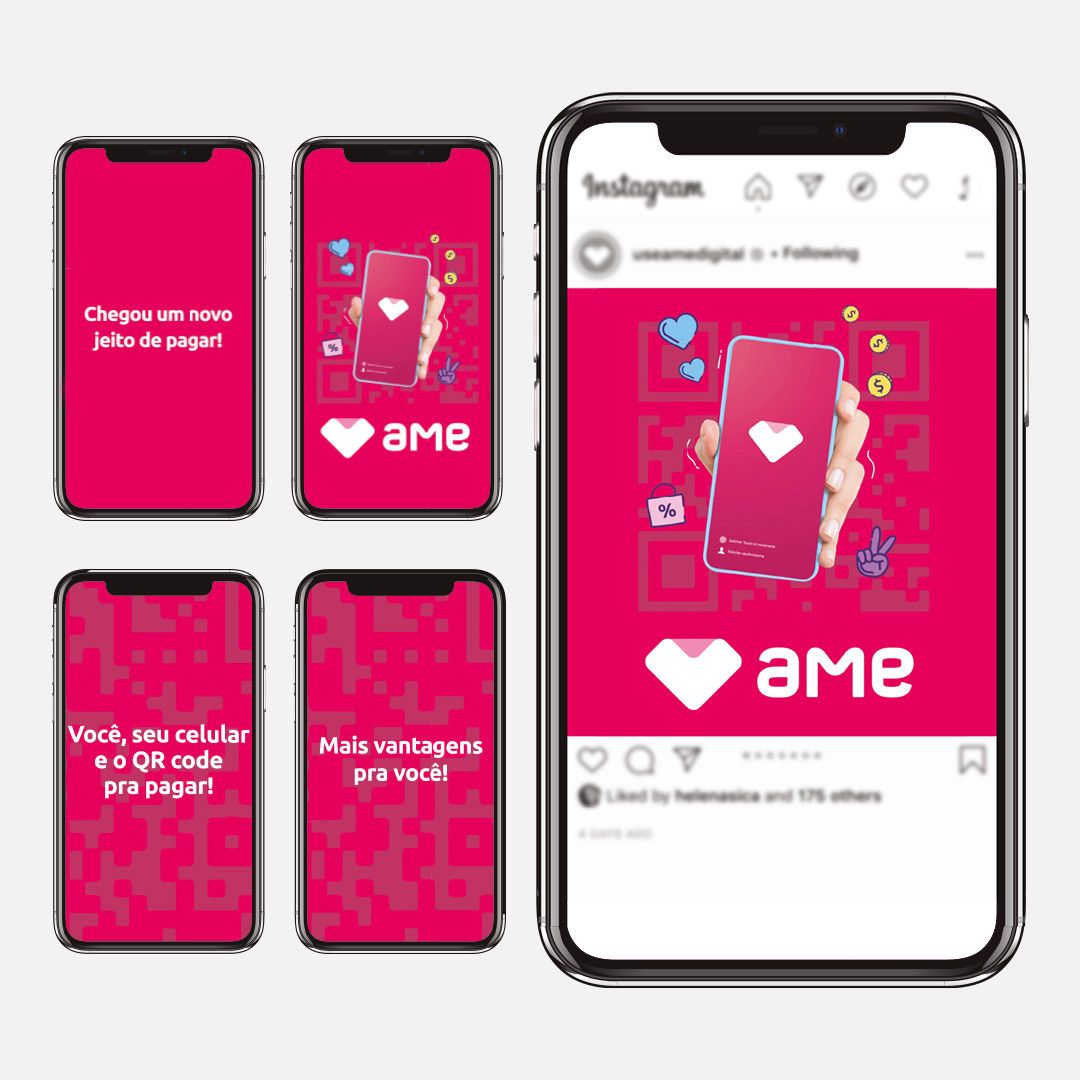 Chegou um novo
jeito de pagar!
%
ame
Você, seu celular
e o QR code
pra pagar!
Mais vantagens
pra você!
Instagram
useamedigital • Following
%
ame
Liked by helenasica and 175 others
4 DAYS AGO